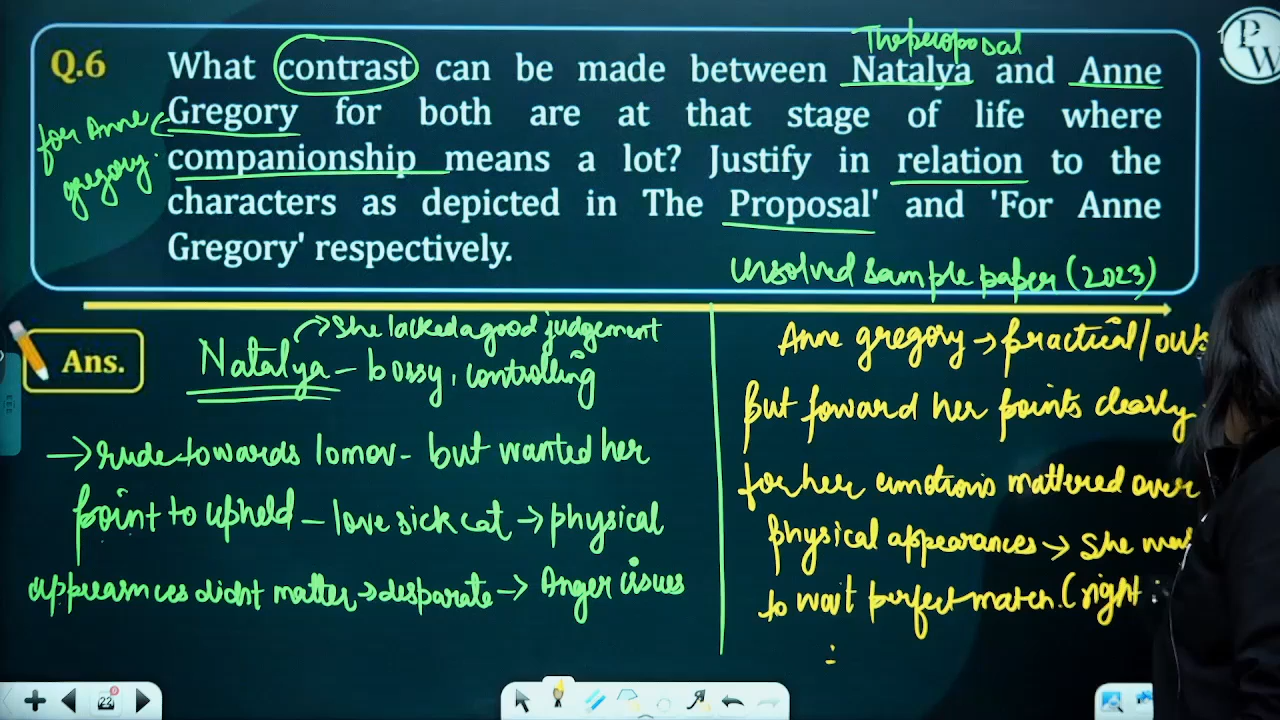 The proposal
Q.6 What contrast can be made between Natalya and Anne
Gregory for both are at that stage of life where
companionship means a lot? Justify in relation to the
characters as depicted in The Proposal' and 'For Anne
Gregory' respectively.
for Anne
gregory.
unsolved sample paper (2023)
PW
Ans.
She lacked a good judgement
Natalya - bossy, controlling
→ rude towards lomov - but wanted her
point to upheld - love sick cat → physical
appearances didnt matter → desparate → Anger issues
Anne gregory → practical /
But foward her points clearly
for her emotions mattered over
physical appearances → She
to wait perfect match. (right
22